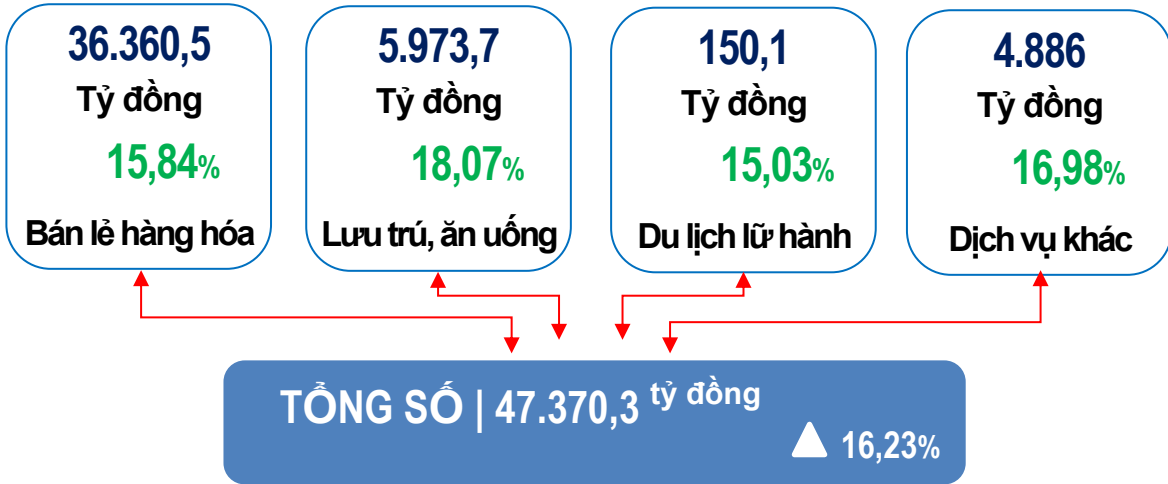 36.360,5
Tỷ đồng
15,84%
Bán lẻ hàng hóa
5.973,7
Tỷ đồng
18,07%
Lưu trú, ăn uống
150,1
Tỷ đồng
15,03%
Du lịch lữ hành
4.886
Tỷ đồng
16,98%
Dịch vụ khác
TỔNG SỐ | 47.370,3 tỷ đồng
16,23%